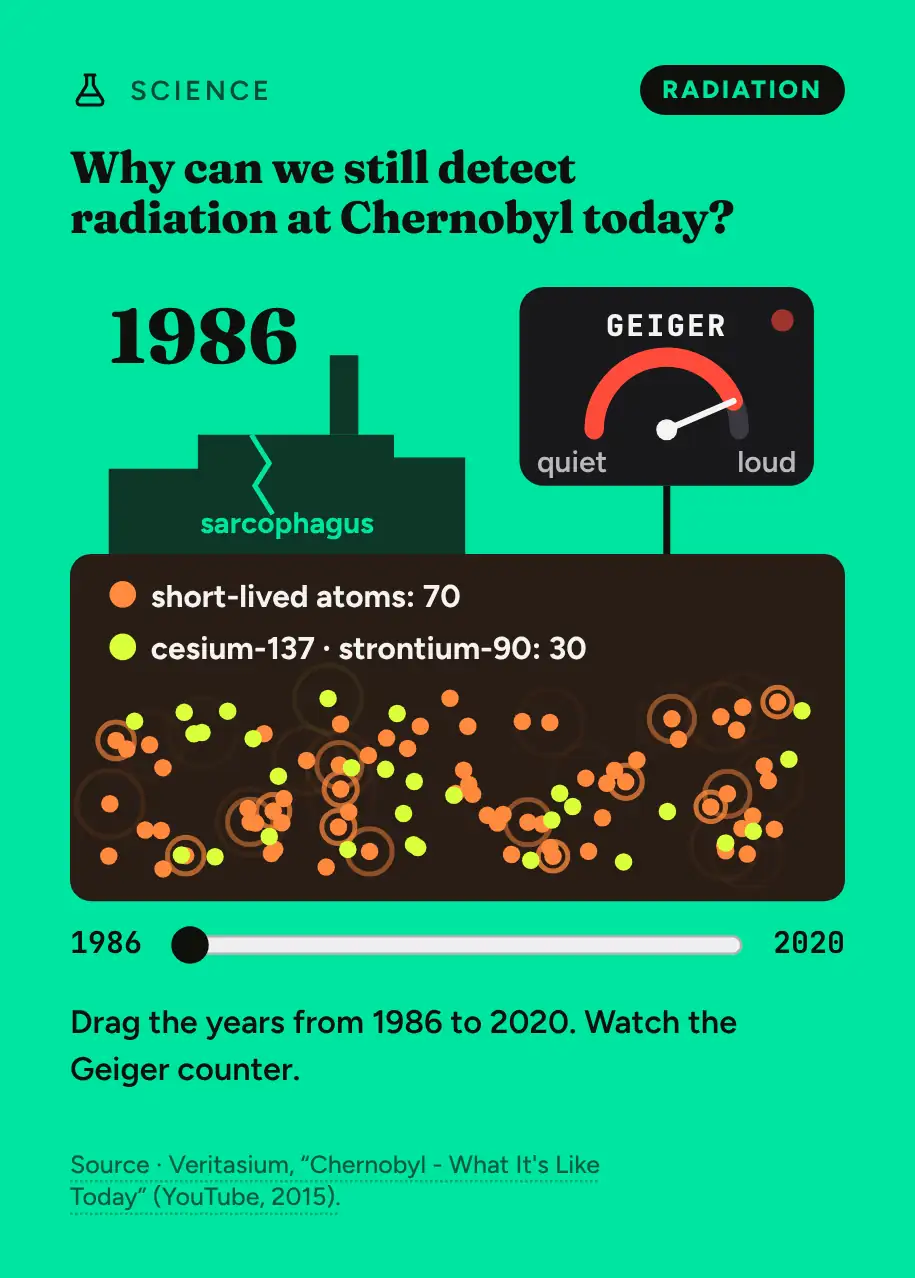 SCIENCE
RADIATION
Why can we still detect
radiation at Chernobyl today?
1986
GEIGER
quiet
loud
sarcophagus
short-lived atoms: 70
cesium-137 · strontium-90: 30
1986
2020
Drag the years from 1986 to 2020. Watch the
Geiger counter.
Source · Veritasium, “Chernobyl - What It's Like
Today” (YouTube, 2015).